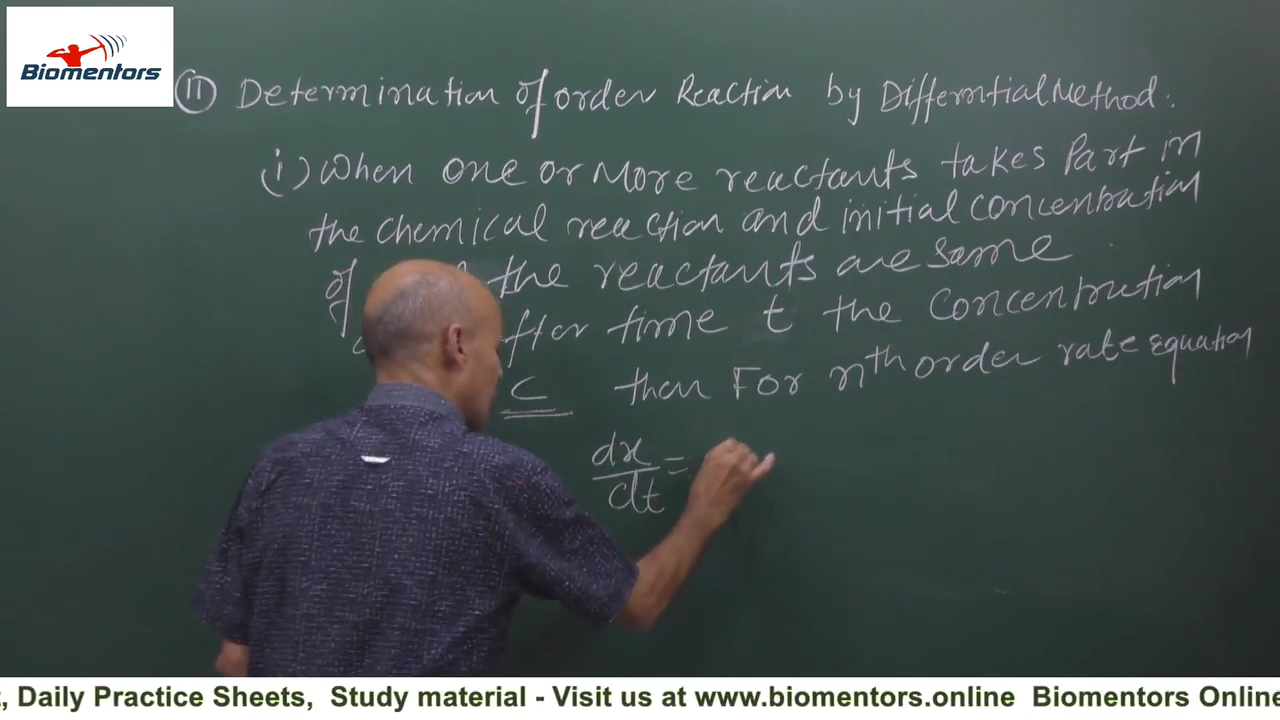 Biomentors
(II) Determination of order Reaction by Differntial Method:
(i) When one or more reactants takes Part in
the chemical reaction and initial concentration
of the reactants are same
time t the concentration
C then For nth order rate equation
dx/dt =
, Daily Practice Sheets, Study material - Visit us at www.biomentors.online Biomentors Online